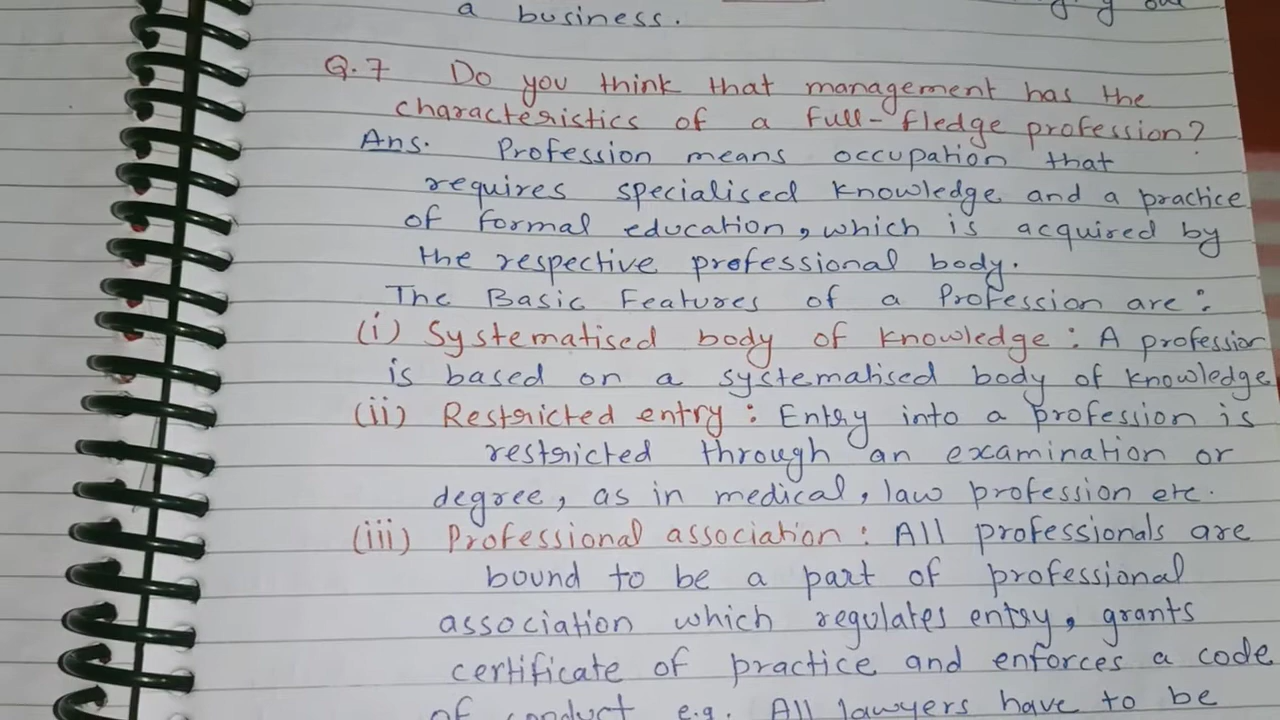 a business.
Q.7 Do you think that management has the
characteristics of a full-fledge profession?
Ans. Profession means occupation that
requires specialised knowledge and a practice
of formal education, which is acquired by
the respective professional body.
The Basic Features of a Profession are:
(i) Systematised body of knowledge: A profession
is based on a systematised body of knowledge
(ii) Restricted entry: Entry into a profession is
restricted through an examination or
degree, as in medical, law profession etc.
(iii) Professional association: All professionals are
bound to be a part of professional
association which regulates entry, grants
certificate of practice and enforces a code
of conduct e.g. All lawyers have to be